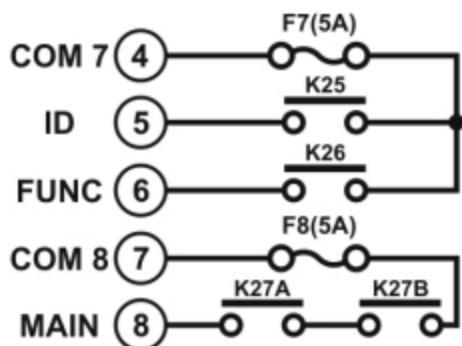 F7(5A)
COM 7 4
K25
ID 5
K26
FUNC 6
F8(5A)
COM 8 7
K27A K27B
MAIN 8